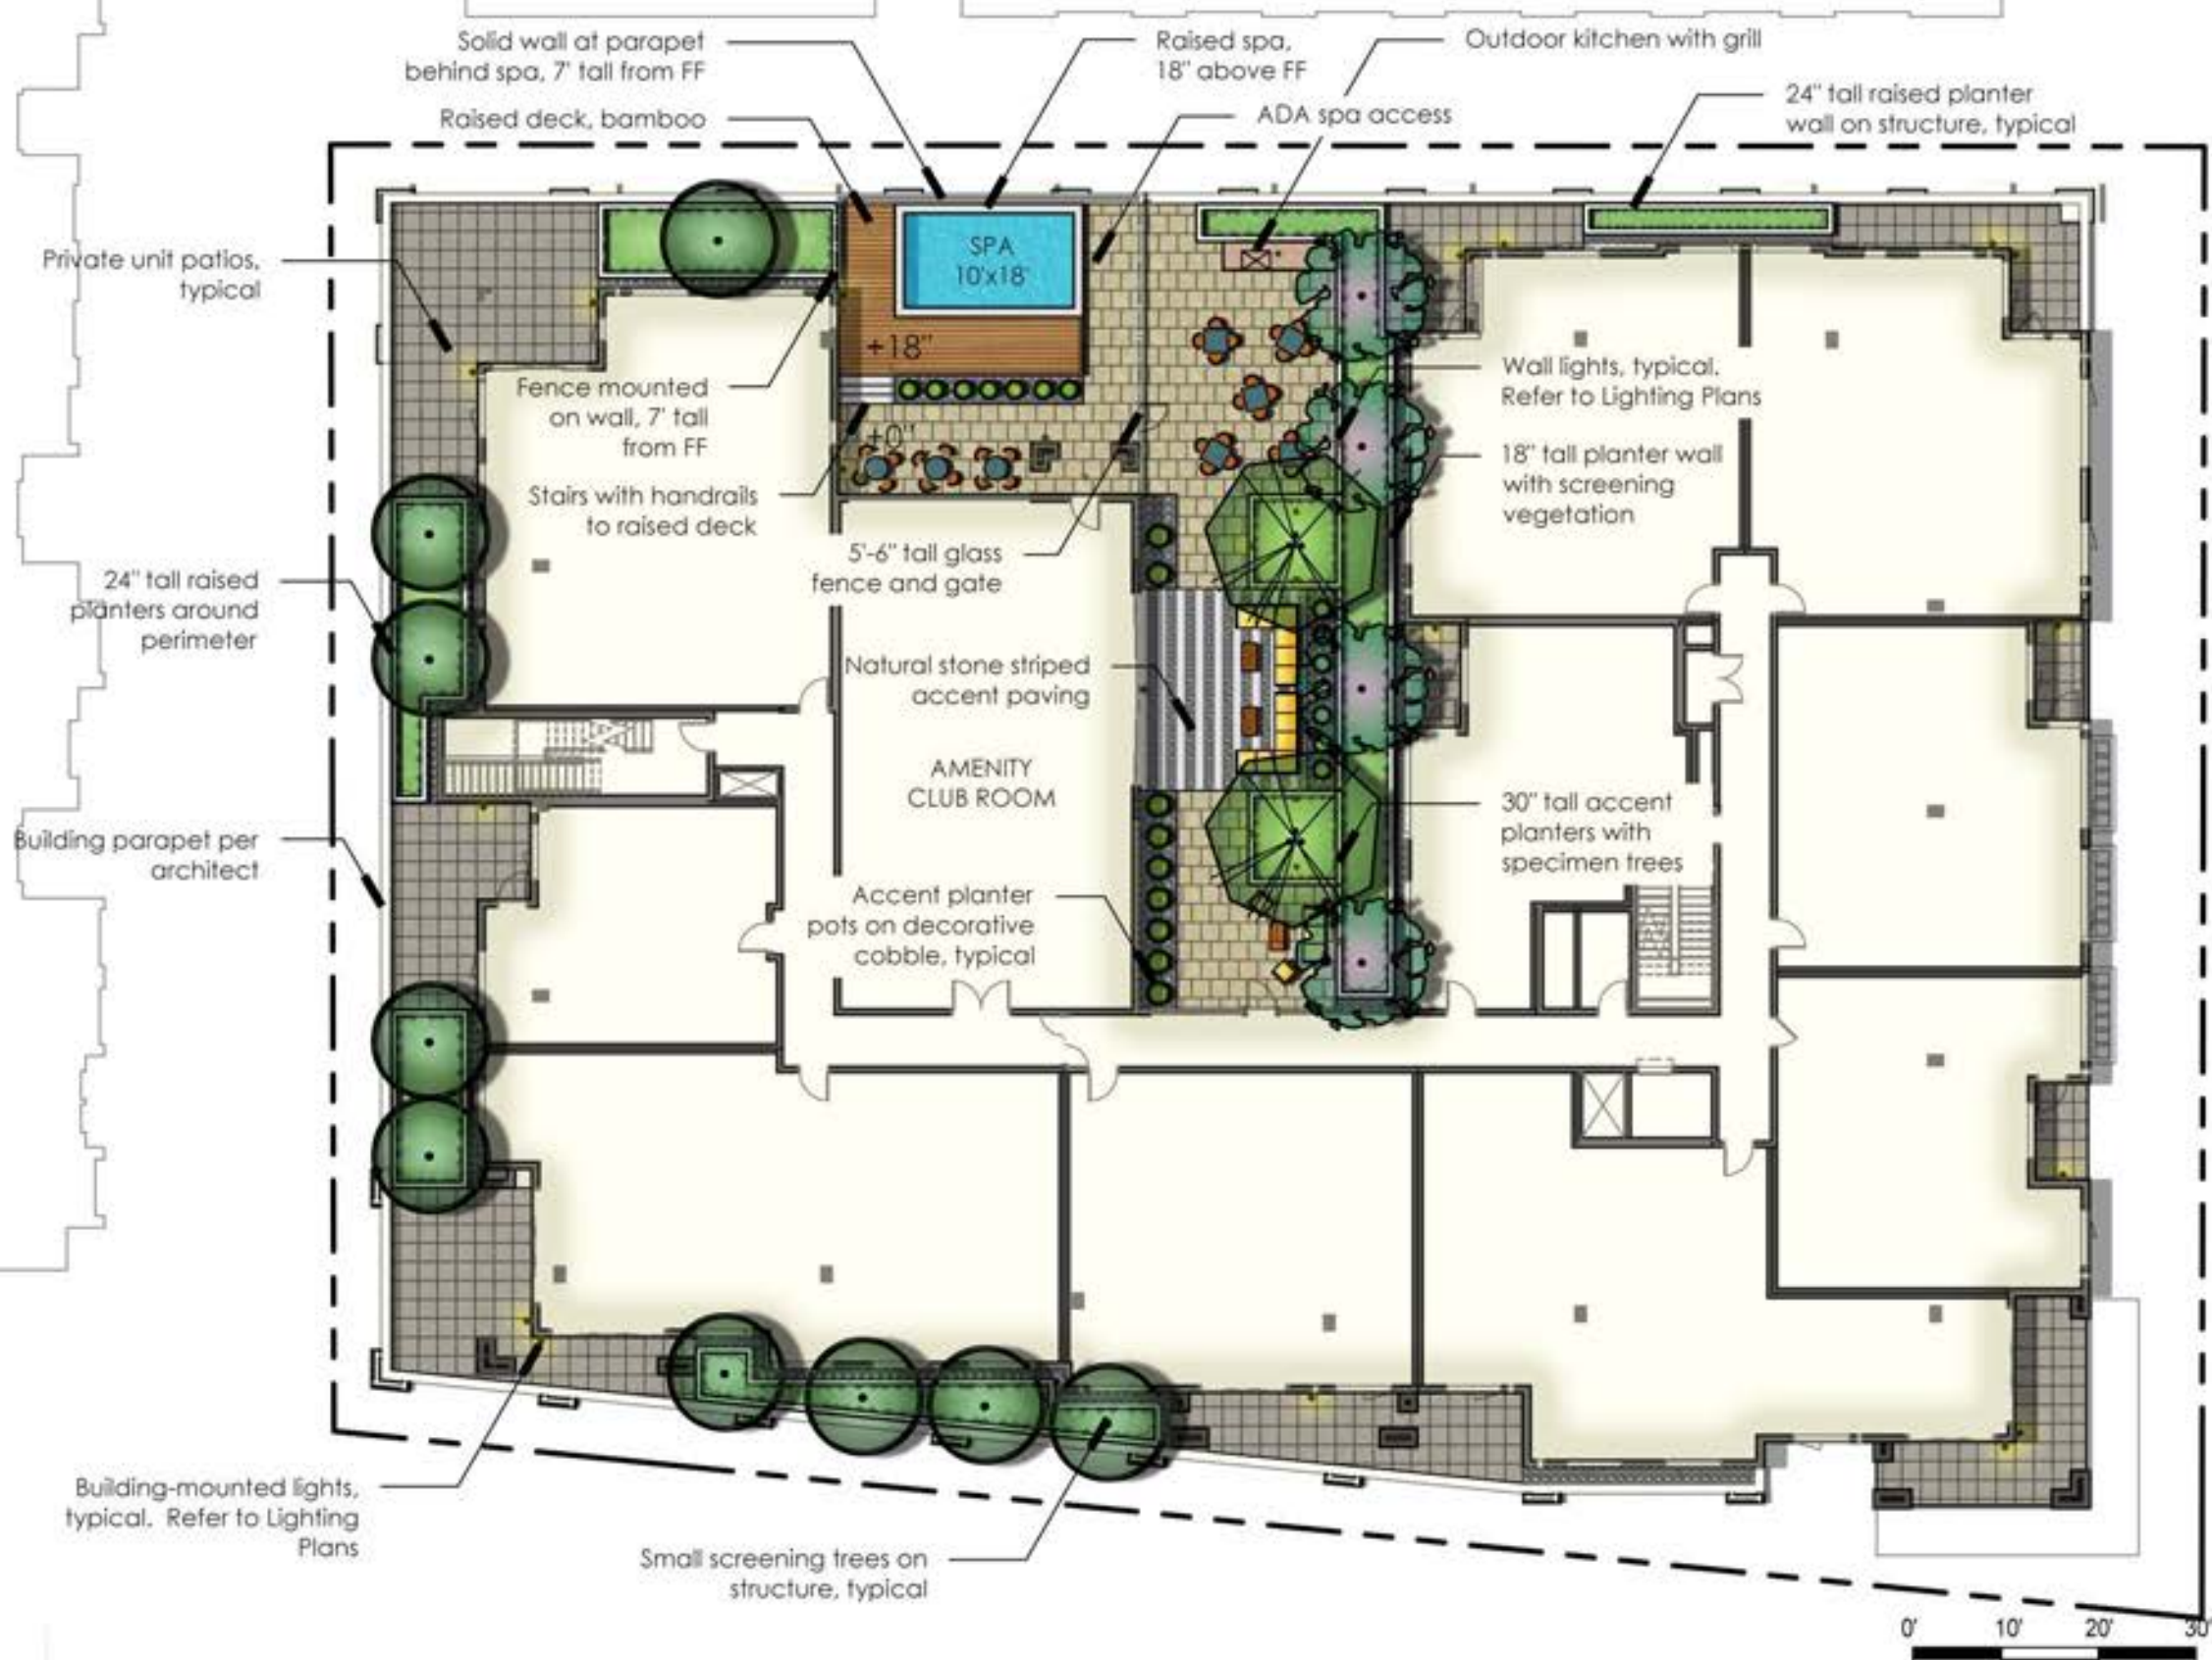 Solid wall at parapet
behind spa, 7' tall from FF
Raised spa,
18" above FF
Outdoor kitchen with grill
Raised deck, bamboo
ADA spa access
24" tall raised planter
wall on structure, typical
Private unit patios,
typical
SPA
10'x18'
+18"
Fence mounted
on wall, 7' tall
from FF
Wall lights, typical.
Refer to Lighting Plans
+0"
18" tall planter wall
with screening
vegetation
Stairs with handrails
to raised deck
5'-6" tall glass
fence and gate
24" tall raised
planters around
perimeter
Natural stone striped
accent paving
AMENITY
CLUB ROOM
30" tall accent
planters with
specimen trees
Building parapet per
architect
Accent planter
pots on decorative
cobble, typical
Building-mounted lights,
typical. Refer to Lighting
Plans
Small screening trees on
structure, typical
0' 10' 20' 30'